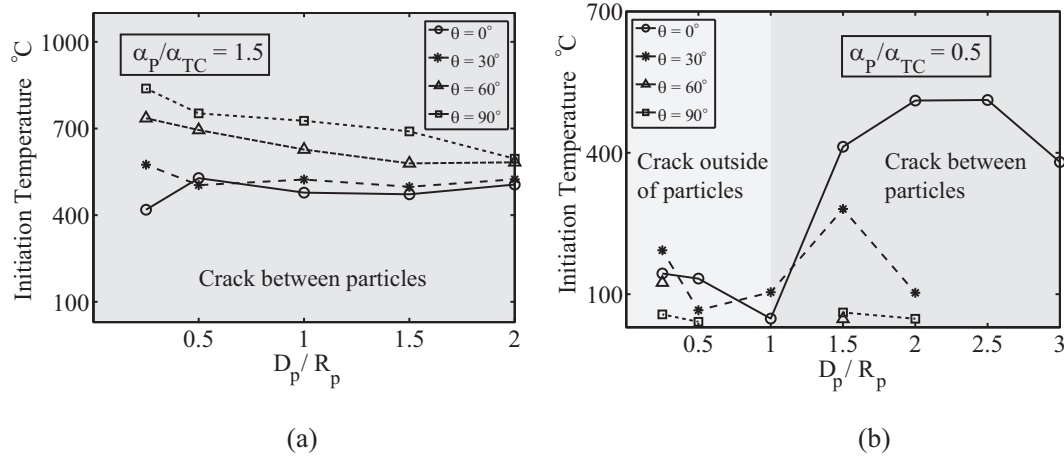 1000
700
400
100
Initiation Temperature °C
α_P/α_TC = 1.5
θ = 0°
θ = 30°
θ = 60°
θ = 90°
Crack between particles
0.5
1
1.5
2
D_p / R_p
(a)
700
400
100
Initiation Temperature °C
θ = 0°
θ = 30°
θ = 60°
θ = 90°
α_P/α_TC = 0.5
Crack outside
of particles
Crack between
particles
0.5
1
1.5
2
2.5
3
D_p / R_p
(b)